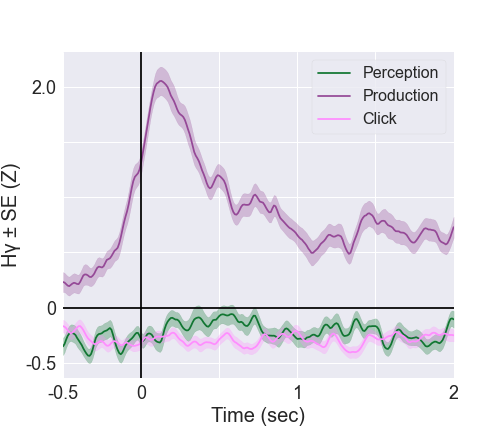 Perception
Production
Click
2.0
0
-0.5
Hγ ± SE (Z)
-0.5 0 1 2
Time (sec)